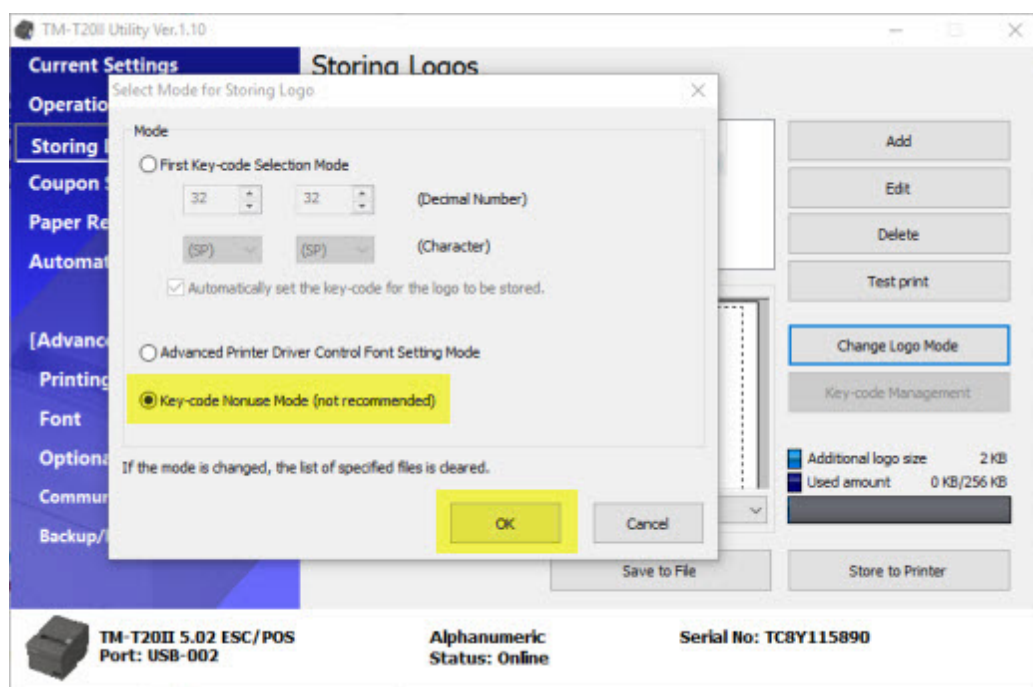 TM-T20II Utility Ver.1.10
Current Settings
Storing Logos
Operatio
Storing
Coupon
Paper Re
Automat
[Advanc
Printing
Font
Optiona
Commun
Backup/
Select Mode for Storing Logo
Mode
First Key-code Selection Mode
32 32 (Decimal Number)
(SP) (SP) (Character)
Automatically set the key-code for the logo to be stored.
Advanced Printer Driver Control Font Setting Mode
Key-code Nonuse Mode (not recommended)
If the mode is changed, the list of specified files is cleared.
OK Cancel
Add
Edit
Delete
Test print
Change Logo Mode
Key-code Management
Additional logo size 2 KB
Used amount 0 KB/256 KB
Save to File Store to Printer
TM-T20II 5.02 ESC/POS Alphanumeric Serial No: TC8Y115890
Port: USB-002 Status: Online